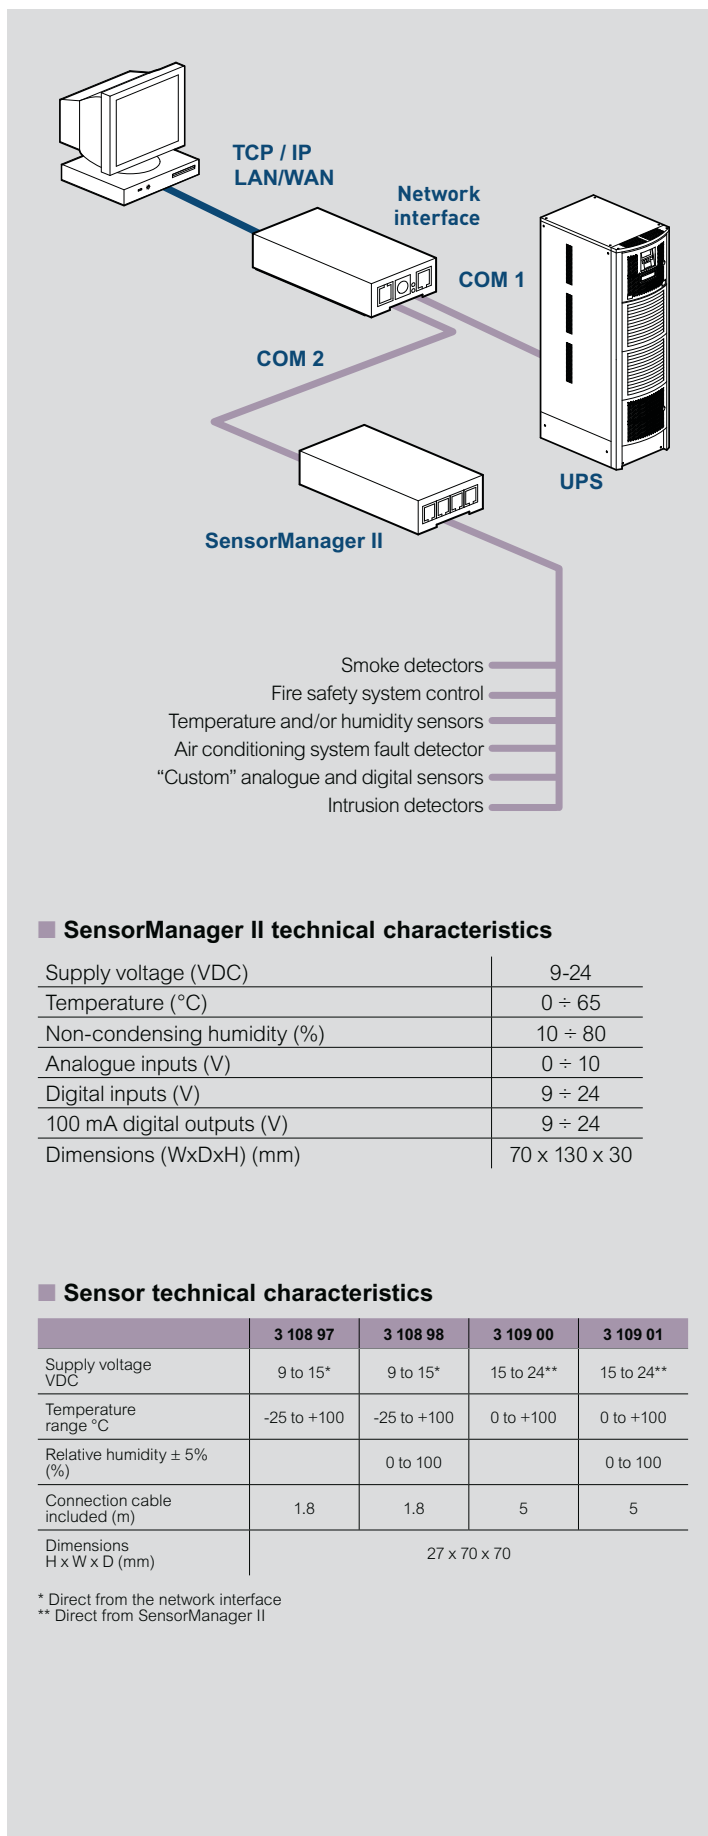 TCP / IP
LAN/WAN
Network
interface
COM 1
COM 2
UPS
SensorManager II
Smoke detectors
Fire safety system control
Temperature and/or humidity sensors
Air conditioning system fault detector
“Custom” analogue and digital sensors
Intrusion detectors
SensorManager II technical characteristics
Supply voltage (VDC) 9-24
Temperature (°C) 0 ÷ 65
Non-condensing humidity (%) 10 ÷ 80
Analogue inputs (V) 0 ÷ 10
Digital inputs (V) 9 ÷ 24
100 mA digital outputs (V) 9 ÷ 24
Dimensions (WxDxH) (mm) 70 x 130 x 30
Sensor technical characteristics
3 108 97 3 108 98 3 109 00 3 109 01
Supply voltage
VDC 9 to 15* 9 to 15* 15 to 24** 15 to 24**
Temperature
range °C -25 to +100 -25 to +100 0 to +100 0 to +100
Relative humidity ± 5%
(%) 0 to 100 0 to 100
Connection cable
included (m) 1.8 1.8 5 5
Dimensions
H x W x D (mm) 27 x 70 x 70
* Direct from the network interface
** Direct from SensorManager II